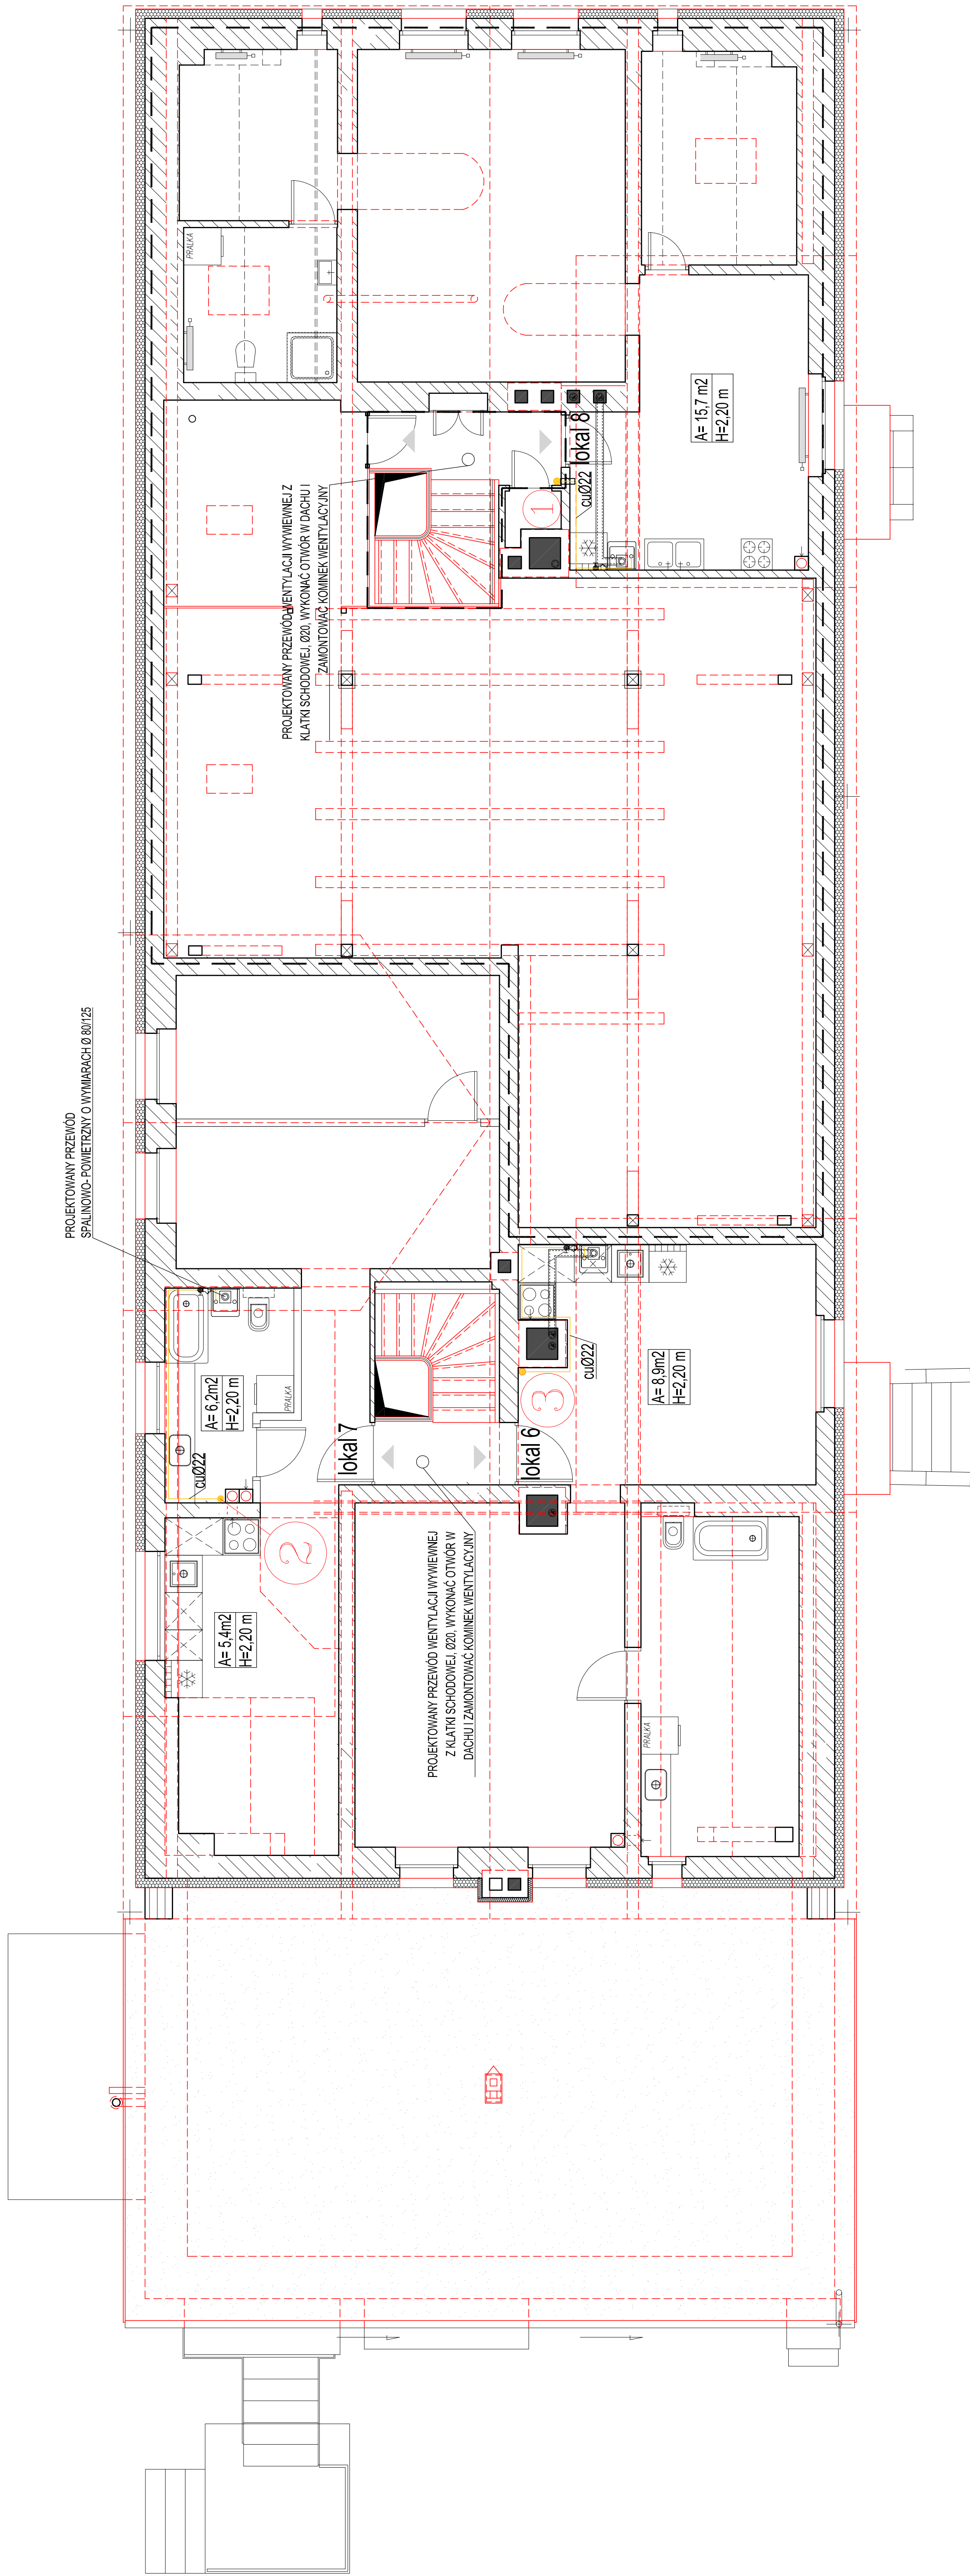 PRALKA
A= 15,7 m2
H=2,20 m
lokal 8
cuØ22
1
PROJEKTOWANY PRZEWÓD WENTYLACJI WYWIEWNEJ Z
KLATKI SCHODOWEJ, Ø20, WYKONAĆ OTWÓR W DACHU I
ZAMONTOWAĆ KOMINEK WENTYLACYJNY
PROJEKTOWANY PRZEWÓD
SPALINOWO- POWIETRZNY O WYMIARACH Ø 80/125
A= 6,2m2
H=2,20 m
PRALKA
cuØ22
lokal 7
lokal 6
3
cuØ22
A= 8,9m2
H=2,20 m
2
A= 5,4m2
H=2,20 m
PROJEKTOWANY PRZEWÓD WENTYLACJI WYWIEWNEJ
Z KLATKI SCHODOWEJ, Ø20, WYKONAĆ OTWÓR W
DACHU I ZAMONTOWAĆ KOMINEK WENTYLACYJNY
PRALKA